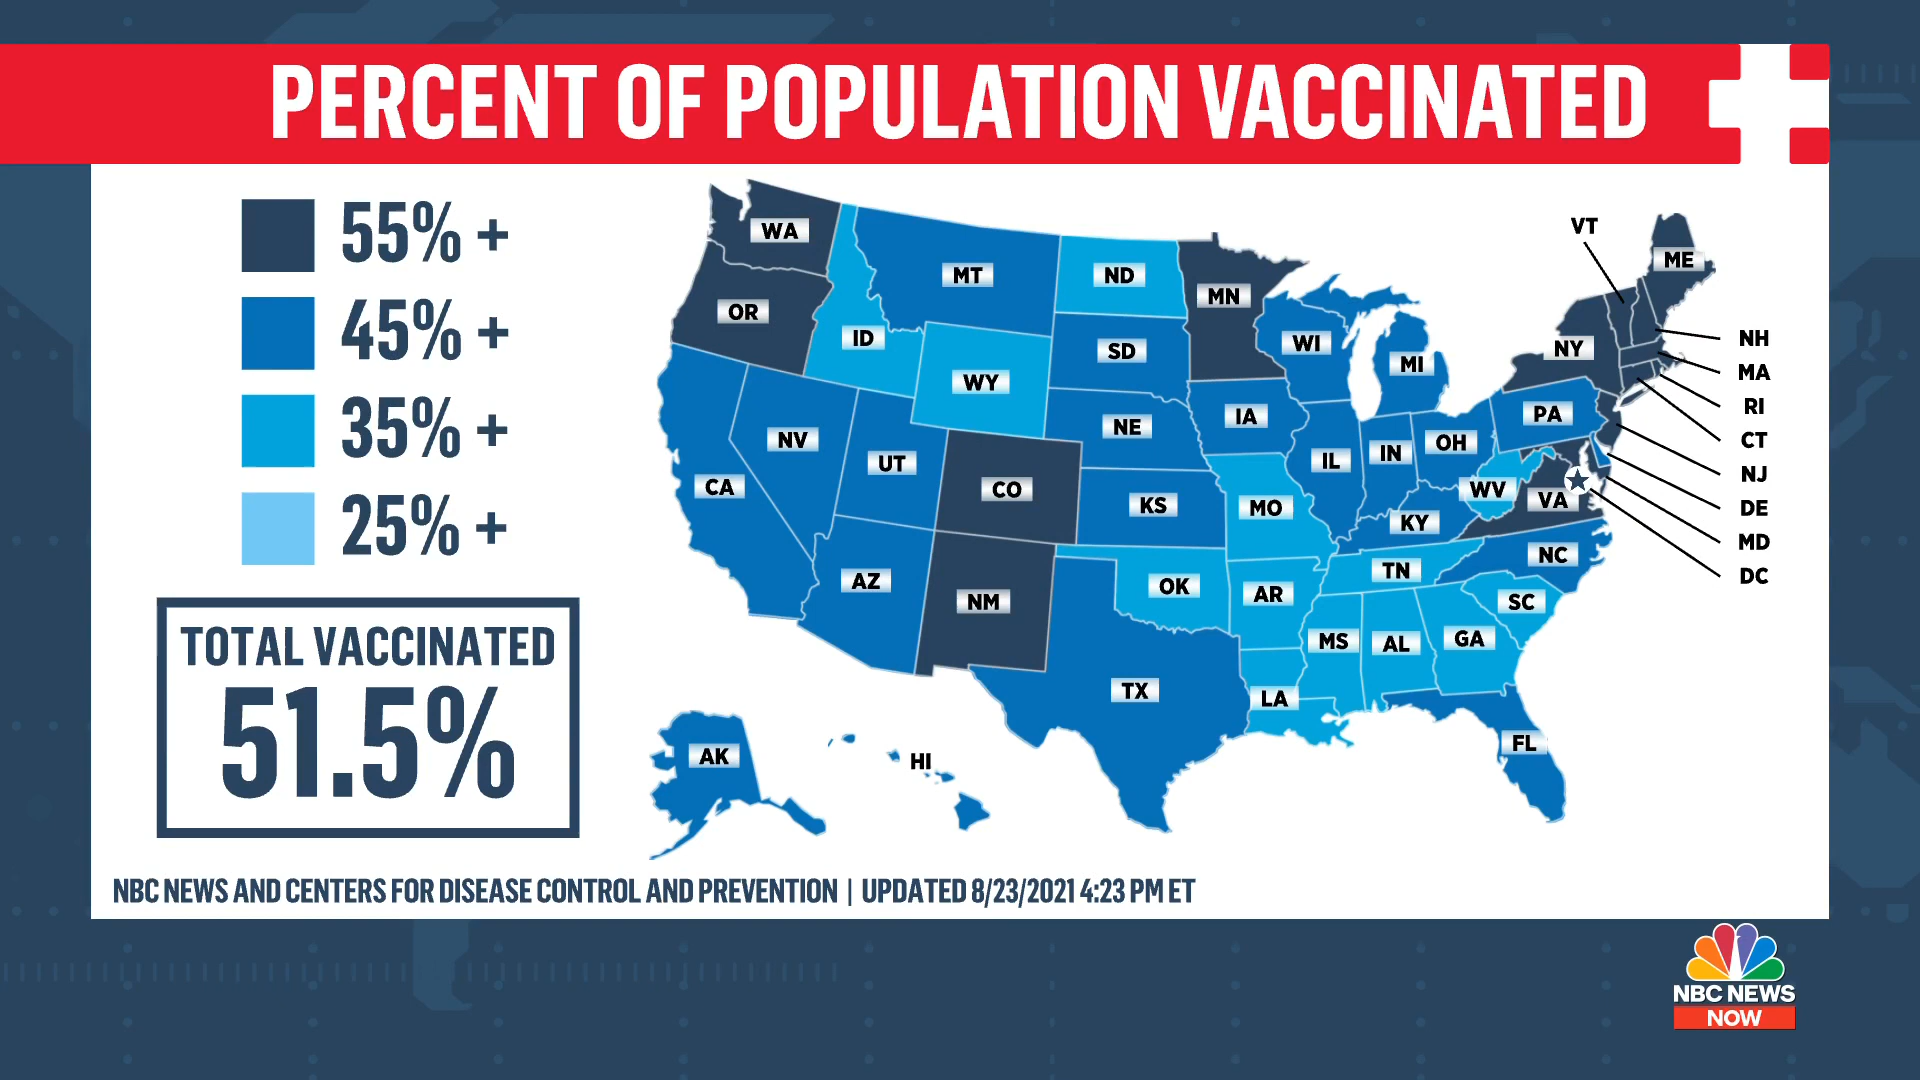 PERCENT OF POPULATION VACCINATED
55% +
45% +
35% +
25% +
TOTAL VACCINATED
51.5%
WA
OR
ID
MT
WY
ND
SD
NE
MN
WI
IA
MI
NV
UT
CA
CO
KS
MO
IL
IN
OH
KY
WV
PA
NY
VA
VT
ME
NH
MA
RI
CT
NJ
DE
MD
DC
AZ
NM
OK
AR
TN
NC
SC
MS
AL
GA
TX
LA
FL
AK
HI
NBC NEWS AND CENTERS FOR DISEASE CONTROL AND PREVENTION | UPDATED 8/23/2021 4:23 PM ET
NBC NEWS
NOW